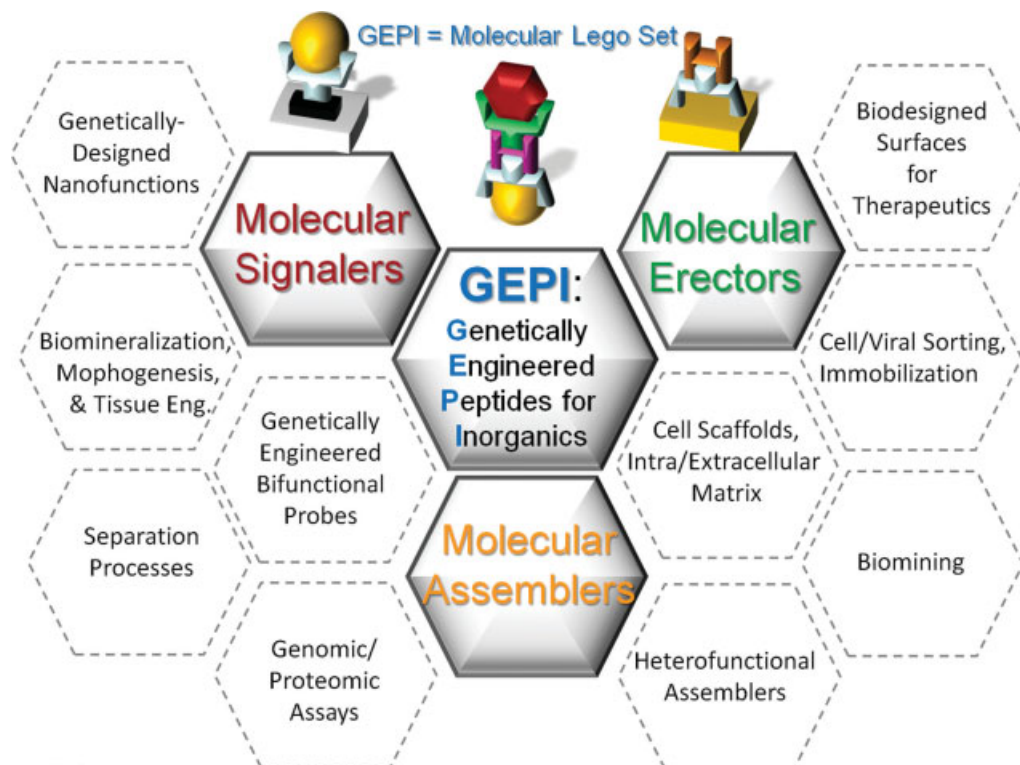 GEPI = Molecular Lego Set
Genetically-
Designed
Nanofunctions
Biodesigned
Surfaces
for
Therapeutics
Molecular
Signalers
Molecular
Erectors
GEPI:
Genetically
Engineered
Peptides for
Inorganics
Biomineralization,
Mophogenesis,
& Tissue Eng.
Cell/Viral Sorting,
Immobilization
Genetically
Engineered
Bifunctional
Probes
Cell Scaffolds,
Intra/Extracellular
Matrix
Separation
Processes
Molecular
Assemblers
Biomining
Genomic/
Proteomic
Assays
Heterofunctional
Assemblers